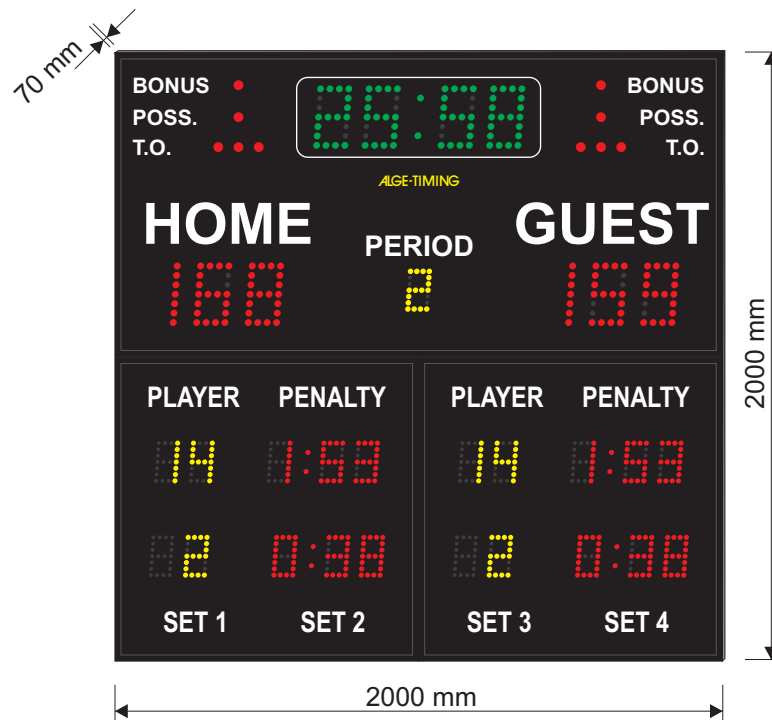 70 mm
BONUS
25:58
BONUS
POSS.
POSS.
T.O.
T.O.
ALGE-TIMING
HOME
GUEST
PERIOD
168
2
159
2000 mm
PLAYER PENALTY
PLAYER PENALTY
14 1:53
14 1:53
2 0:38
2 0:38
SET 1 SET 2
SET 3 SET 4
2000 mm